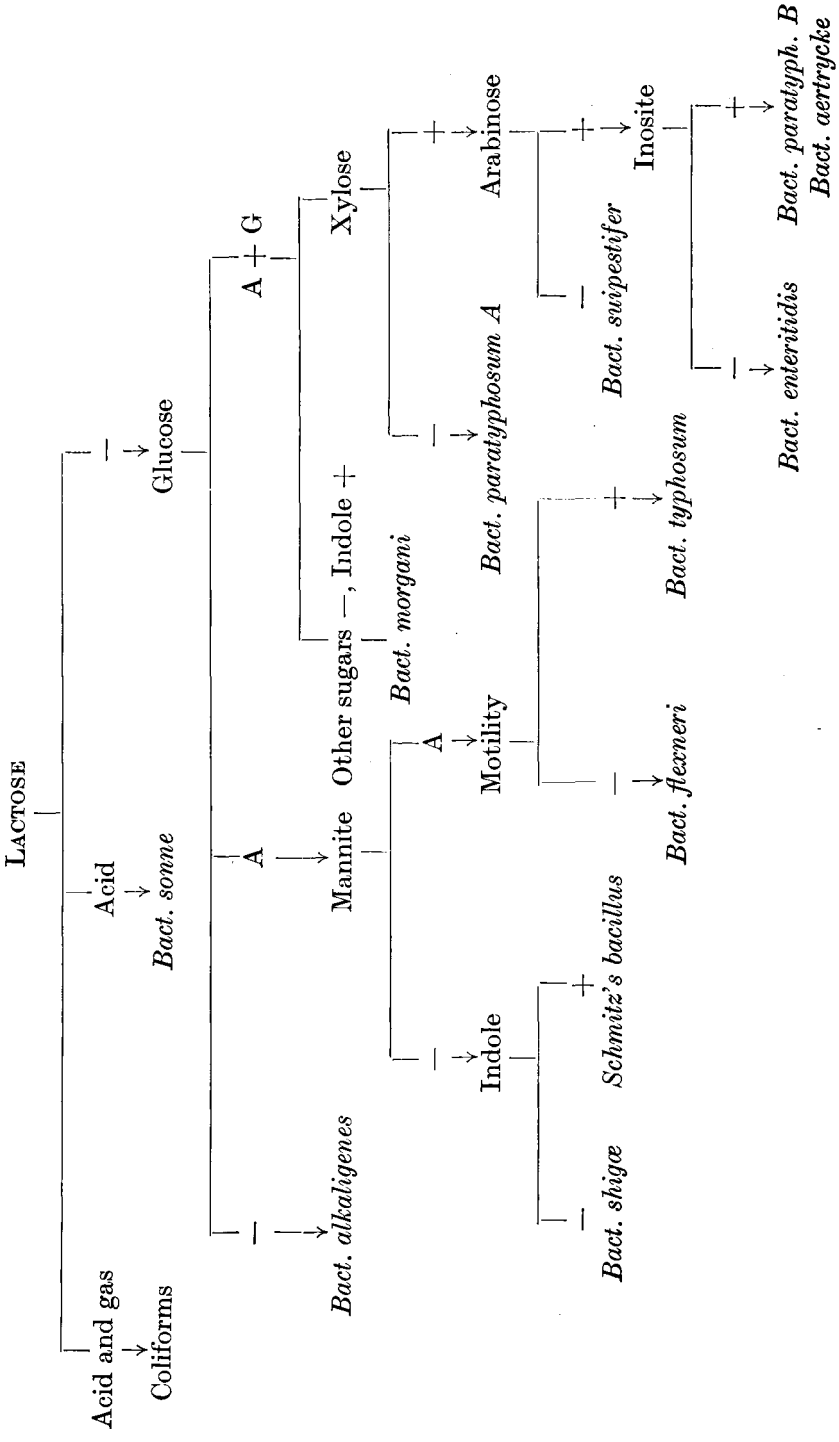 LACTOSE
Acid and gas
Acid
−
Coliforms
Bact. sonne
Glucose
−
A
A + G
Bact. alkaligenes
Mannite
Other sugars −, Indole +
Xylose
Bact. morgani
−
A
−
+
Indole
Motility
Bact. paratyphosum A
Arabinose
−
+
−
+
−
+
Bact. shigæ
Schmitz's bacillus
Bact. flexneri
Bact. typhosum
Bact. suipestifer
Inosite
−
+
Bact. enteritidis
Bact. paratyph. B
Bact. aertrycke